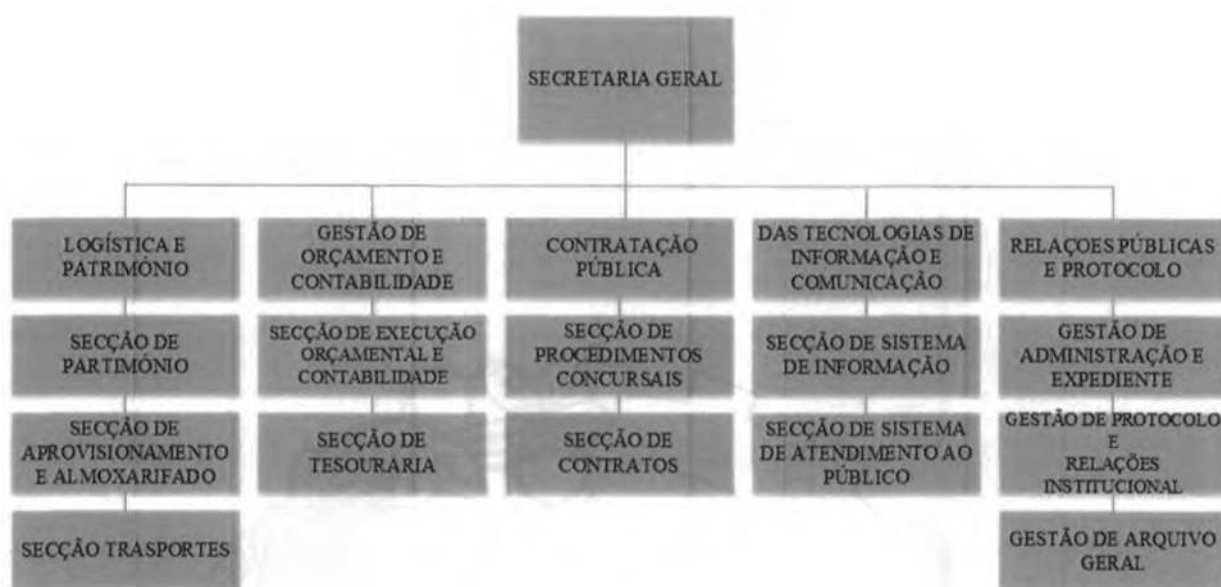 SECRETARIA GERAL
LOGÍSTICA E
PATRIMÓNIO
GESTÃO DE
ORÇAMENTO E
CONTABILIDADE
CONTRATAÇÃO
PÚBLICA
DAS TECNOLOGIAS DE
INFORMAÇÃO E
COMUNICAÇÃO
RELAÇOES PÚBLICAS
E PROTOCOLO
SECÇÃO DE
PARTIMÓNIO
SECÇÃO DE EXECUÇÃO
ORÇAMENTAL E
CONTABILIDADE
SECÇÃO DE
PROCEDIMENTOS
CONCURSAIS
SECÇÃO DE SISTEMA
DE INFORMAÇÃO
GESTÃO DE
ADMINISTRAÇÃO E
EXPEDIENTE
SECÇÃO DE
APROVISIONAMENTO
E ALMOXARIFADO
SECÇÃO DE
TESOURARIA
SECÇÃO DE
CONTRATOS
SECÇÃO DE SISTEMA
DE ATENDIMENTO AO
PÚBLICO
GESTÃO DE PROTOCOLO
E
RELAÇÕES
INSTITUCIONAL
SECÇÃO TRASPORTES
GESTÃO DE ARQUIVO
GERAL